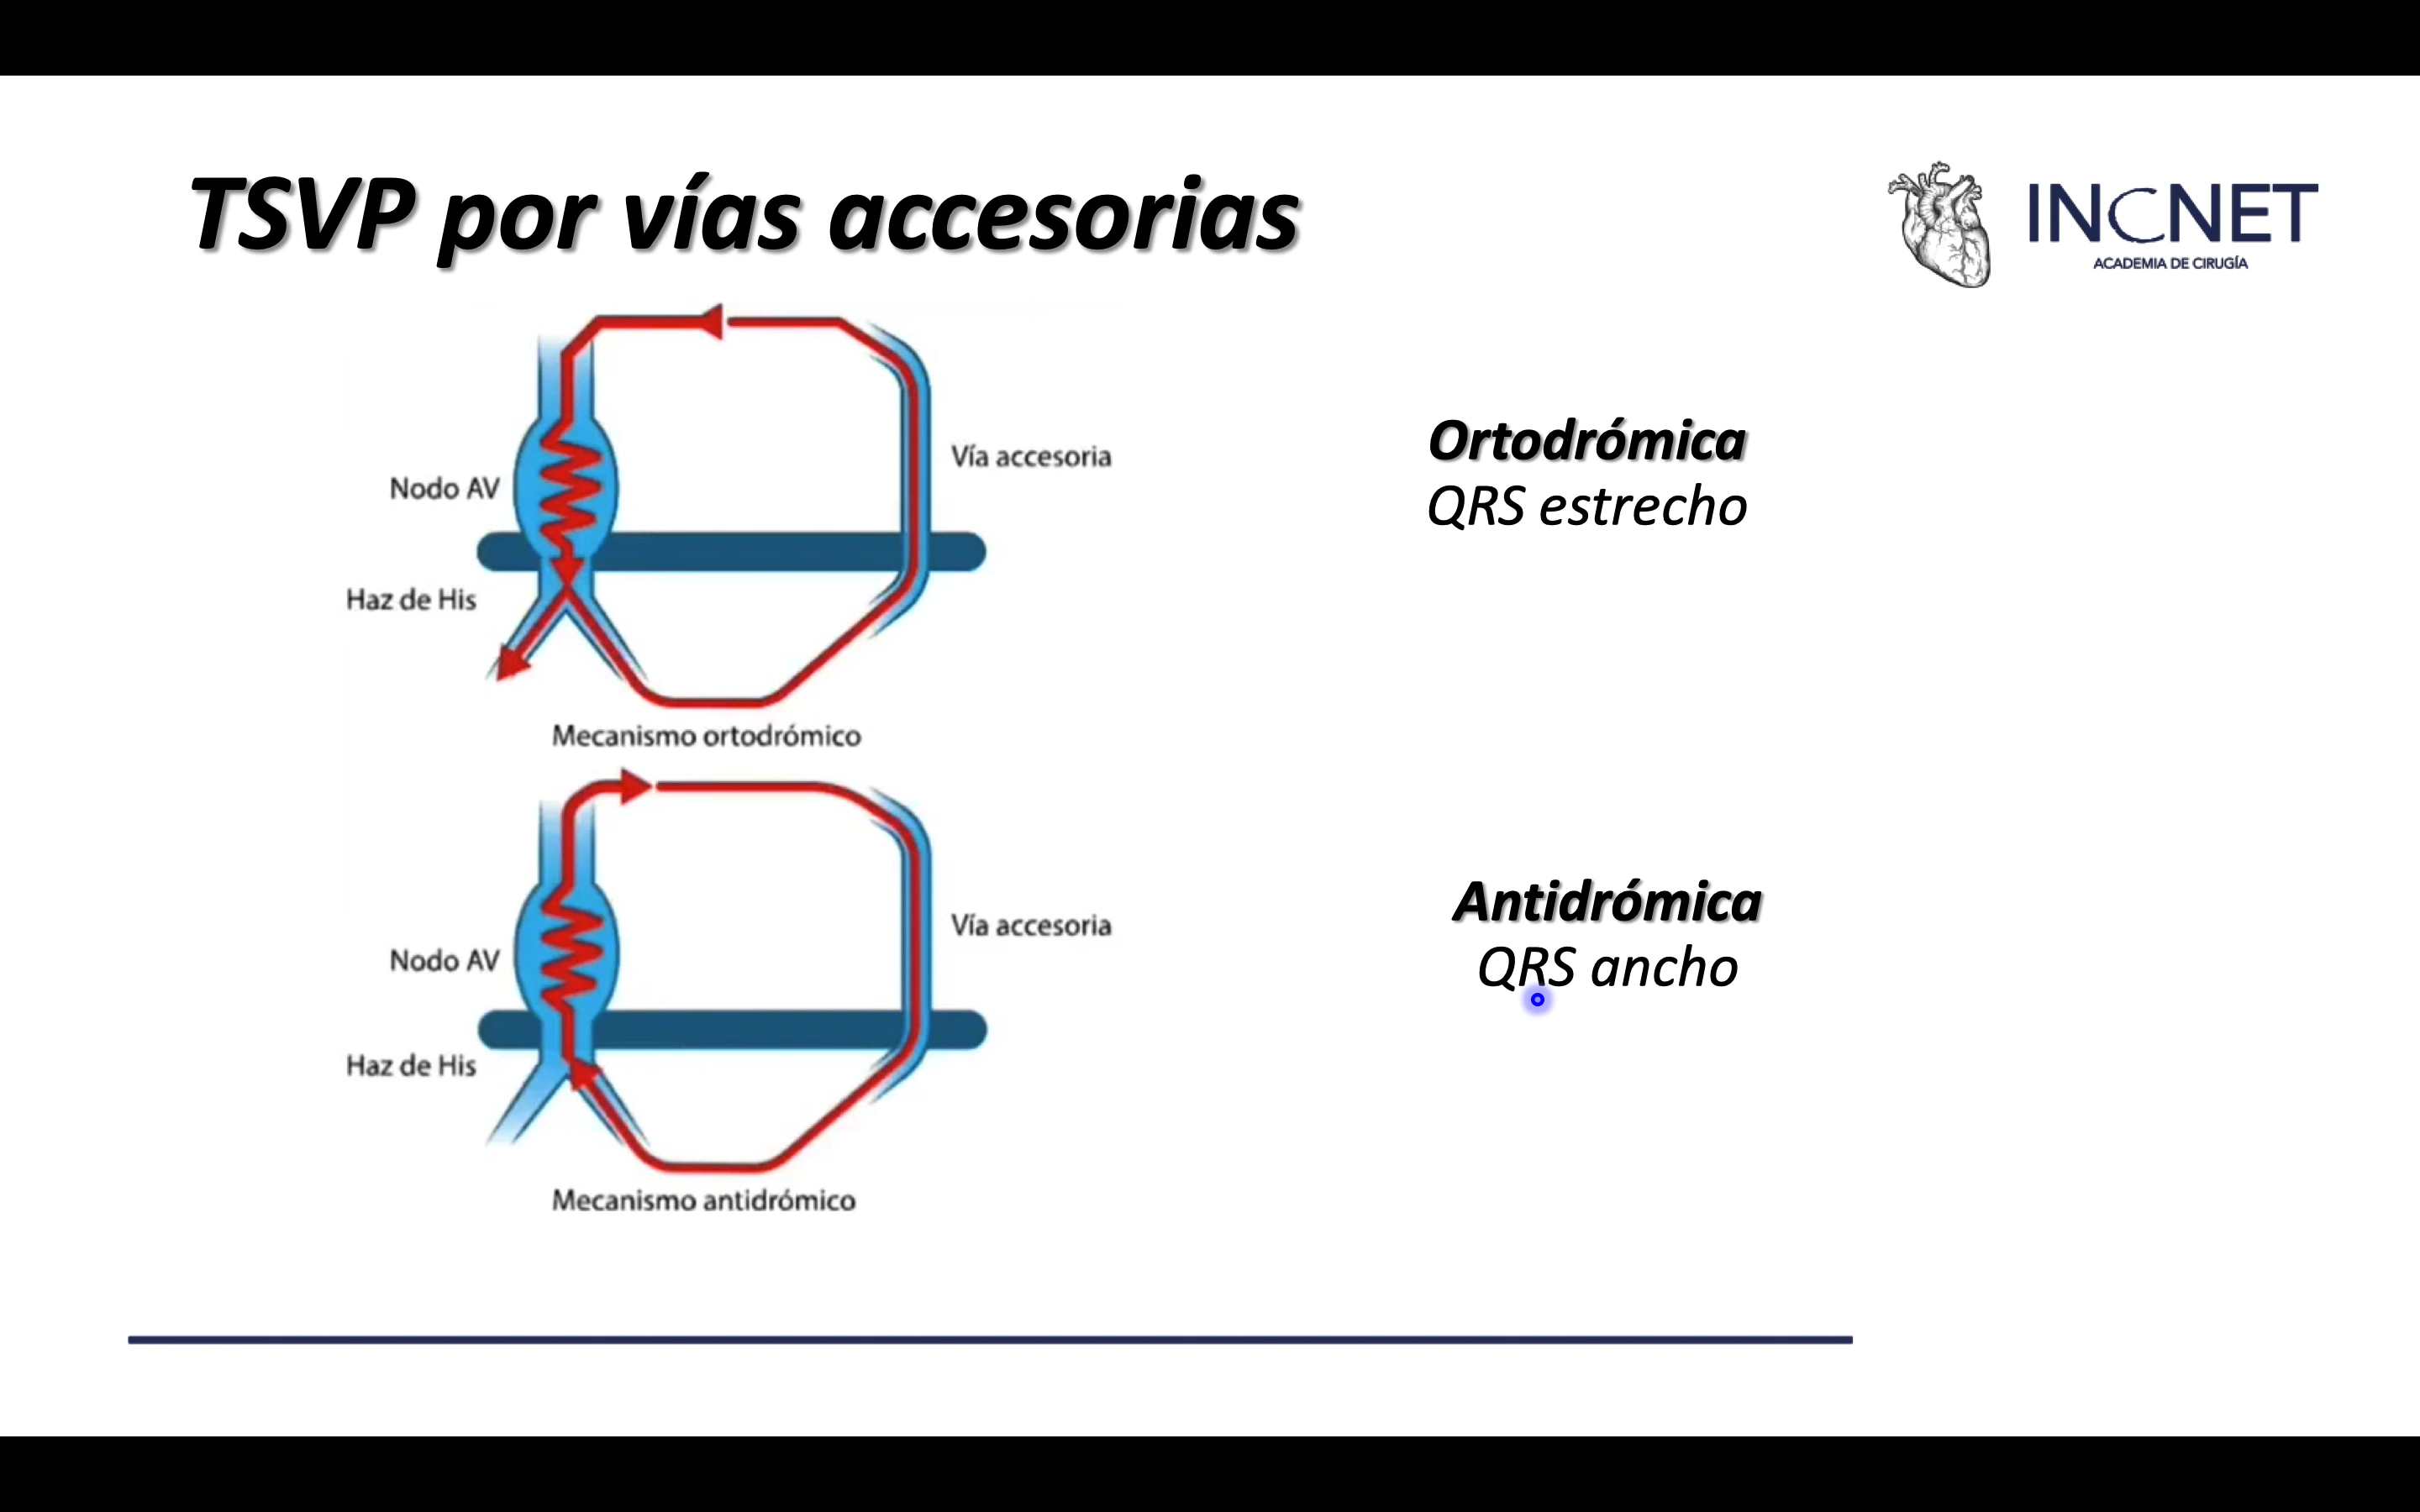 TSVP por vías accesorias
INCNET
ACADEMIA DE CIRUGÍA
Vía accesoria
Nodo AV
Haz de His
Mecanismo ortodrómico
Ortodrómica
QRS estrecho
Vía accesoria
Nodo AV
Haz de His
Mecanismo antidrómico
Antidrómica
QRS ancho